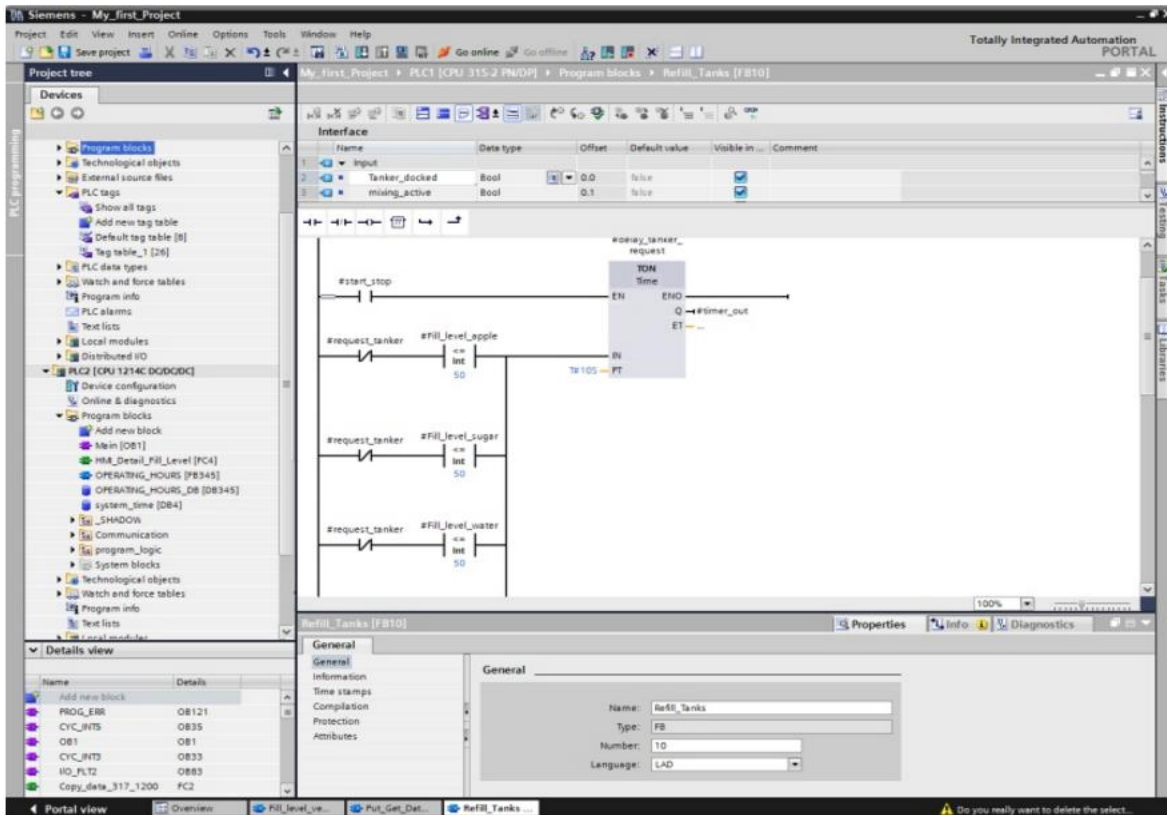 Siemens - My_first_Project
Project Edit View Insert Online Options Tools Window Help
Save project
Go online
Go offline
Totally Integrated Automation
PORTAL
Project tree
My_first_Project PLC1 [CPU 315-2 PN/DP] Program blocks Refill_Tanks [FB10]
Devices
PLC programming
Program blocks
Technological objects
External source files
PLC tags
Show all tags
Add new tag table
Default tag table [8]
Tag table_1 [26]
PLC data types
Watch and force tables
Program info
PLC alarms
Text lists
Local modules
Distributed I/O
PLC2 [CPU 1214C DC/DC/DC]
Device configuration
Online & diagnostics
Program blocks
Add new block
Main [OB1]
HMI_Detail_Fill_Level [FC4]
OPERATING_HOURS [FB345]
OPERATING_HOURS_DB [DB345]
system_time [DB4]
_SHADOW
Communication
program_logic
System blocks
Technological objects
Watch and force tables
Program info
Text lists
Local modules
Details view
Name Details
Add new block
PROG_ERR OB121
CYC_INT5 OB35
OB1 OB1
CYC_INT3 OB33
I/O_FLT2 OB83
Copy_data_317_1200 FC2
Interface
Name Data type Offset Default value Visible in ... Comment
1 Input
2 Tanker_docked Bool 0.0 false
3 mixing_active Bool 0.1 false
#delay_tanker_
request
TON
Time
#start_stop
EN ENO
Q #timer_out
ET ...
#request_tanker #Fill_level_apple
<=
Int
50
IN
T#10S PT
#request_tanker #Fill_level_sugar
<=
Int
50
#request_tanker #Fill_level_water
<=
Int
50
100%
Refill_Tanks [FB10]
Properties Info Diagnostics
General
General
Information
Time stamps
Compilation
Protection
Attributes
General
Name: Refill_Tanks
Type: FB
Number: 10
Language: LAD
Instructions
Testing
Tasks
Libraries
Portal view Overview Fill_level_ve... Put_Get_Dat... Refill_Tanks ...
Do you really want to delete the select...